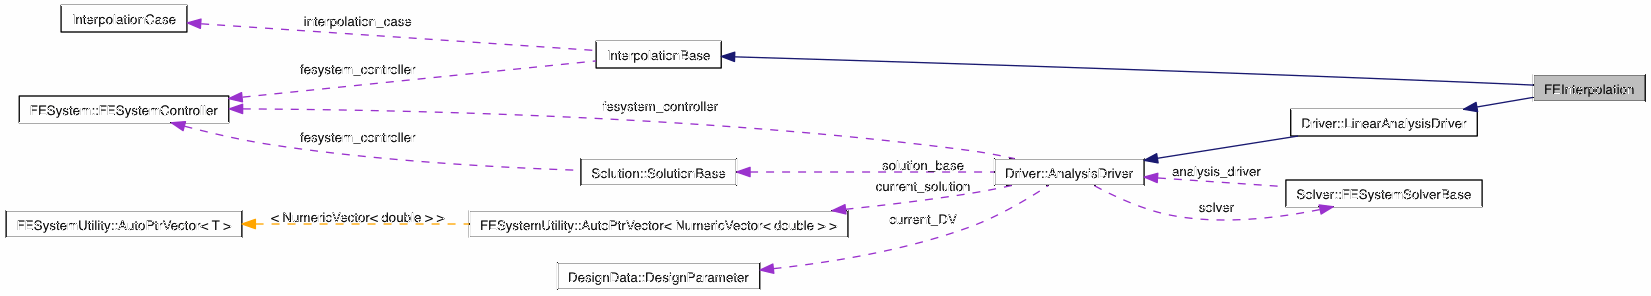 InterpolationCase
interpolation_case
InterpolationBase
fesystem_controller
FEInterpolation
FESystem::FESystemController
fesystem_controller
Driver::LinearAnalysisDriver
fesystem_controller
Solution::SolutionBase
solution_base
Driver::AnalysisDriver
analysis_driver
current_solution
Solver::FESystemSolverBase
solver
FESystemUtility::AutoPtrVector< T >
< NumericVector< double > >
FESystemUtility::AutoPtrVector< NumericVector< double > >
current_DV
DesignData::DesignParameter